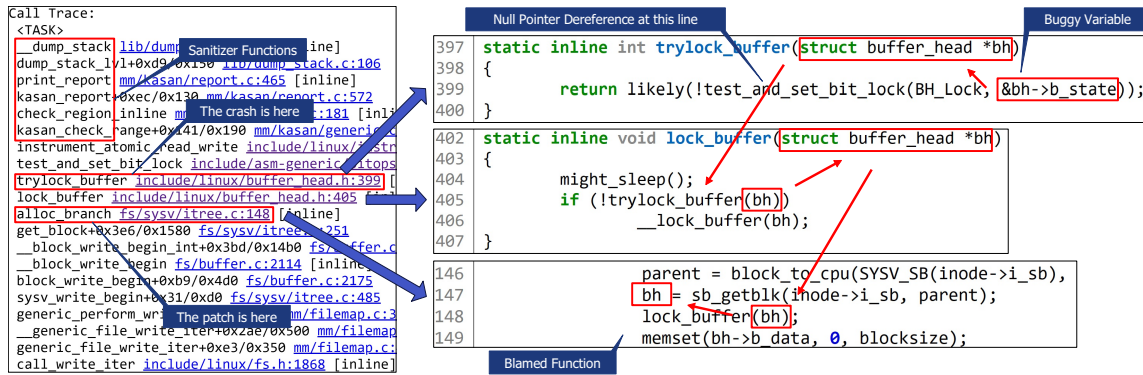 Call Trace:
<TASK>
__dump_stack lib/dump line]
Sanitizer Functions
dump_stack_lvl+0xd9/0x150 lib/dump_stack.c:106
print_report mm/kasan/report.c:465 [inline]
kasan_report+0xec/0x130 mm/kasan/report.c:572
check_region_inline c:181 [inli
The crash is here
kasan_check_range+0x141/0x190 mm/kasan/generic
instrument_atomic_read_write include/linux/instr
test_and_set_bit_lock include/asm-generic/bitops
trylock_buffer include/linux/buffer_head.h:399 [
lock_buffer include/linux/buffer_head.h:405 [inl
alloc_branch fs/sysv/itree.c:148 [inline]
get_block+0x3e6/0x1580 fs/sysv/itree.c:251
__block_write_begin_int+0x3bd/0x14b0 fs/buffer.c
__block_write_begin fs/buffer.c:2114 [inline]
block_write_begin+0xb9/0x4d0 fs/buffer.c:2175
sysv_write_begin+0x31/0xd0 fs/sysv/itree.c:485
generic_perform_wri mm/filemap.c:3
The patch is here
__generic_file_write_iter+0x2ae/0x500 mm/filemap
generic_file_write_iter+0xe3/0x350 mm/filemap.c:
call_write_iter include/linux/fs.h:1868 [inline]
Null Pointer Dereference at this line
Buggy Variable
397 static inline int trylock_buffer(struct buffer_head *bh)
398 {
399 return likely(!test_and_set_bit_lock(BH_Lock, &bh->b_state));
400 }
402 static inline void lock_buffer(struct buffer_head *bh)
403 {
404 might_sleep();
405 if (!trylock_buffer(bh))
406 __lock_buffer(bh);
407 }
146 parent = block_to_cpu(SYSV_SB(inode->i_sb),
147 bh = sb_getblk(inode->i_sb, parent);
148 lock_buffer(bh);
149 memset(bh->b_data, 0, blocksize);
Blamed Function